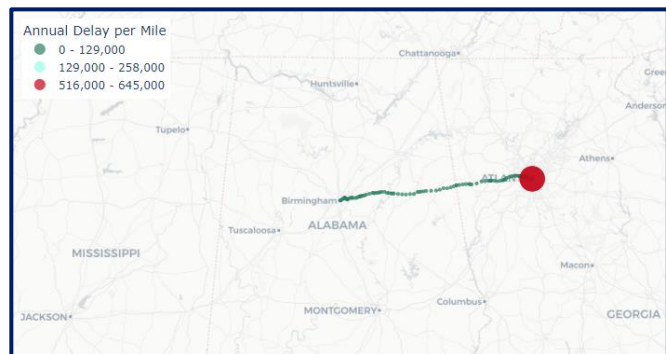 Annual Delay per Mile
0 - 129,000
129,000 - 258,000
516,000 - 645,000
Chattanooga
Huntsville
Tupelo
Athens
Birmingham
ALABAMA
Tuscaloosa
MISSISSIPPI
Macon
Columbus
MONTGOMERY
JACKSON
GEORGIA